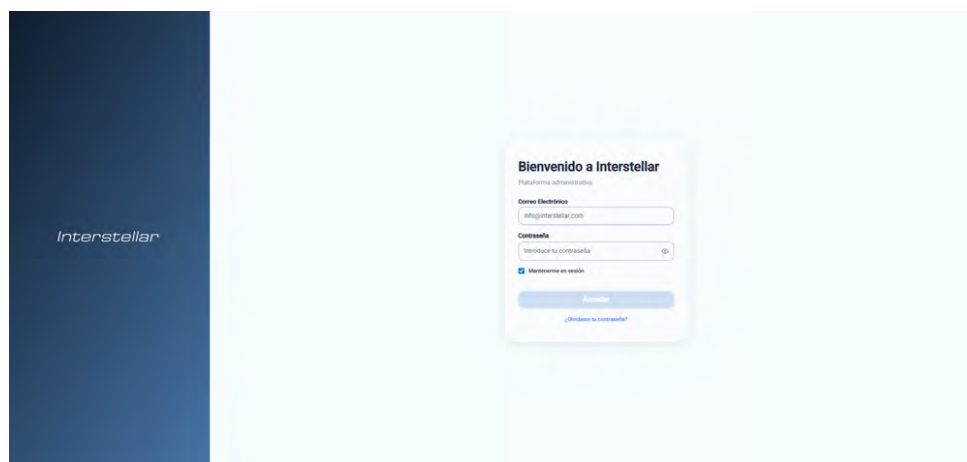 Interstellar
Bienvenido a Interstellar
Plataforma administrativa
Correo Electrónico
info@interstellar.com
Contraseña
Introduce tu contraseña
Mantenerme en sesión
Acceder
¿Olvidaste tu contraseña?